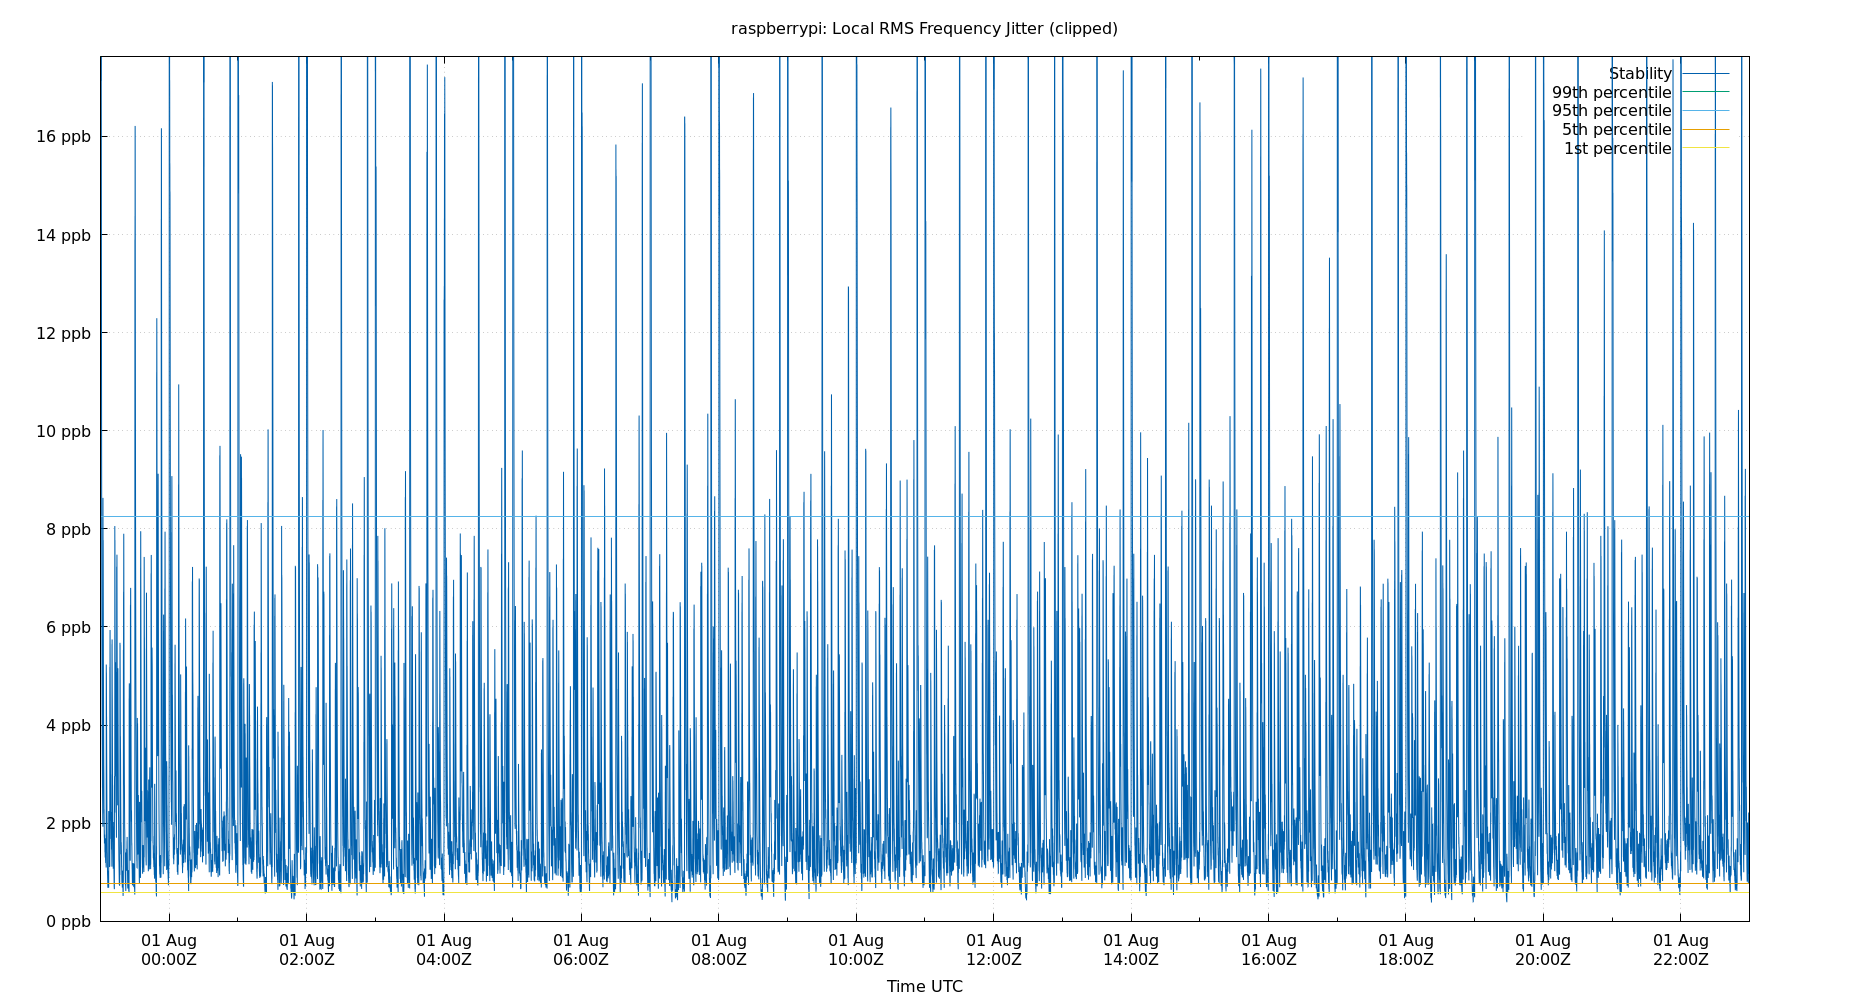 raspberrypi: Local RMS Frequency Jitter (clipped)
Stability
99th percentile
95th percentile
5th percentile
1st percentile
16 ppb
14 ppb
12 ppb
10 ppb
8 ppb
6 ppb
4 ppb
2 ppb
0 ppb
01 Aug 01 Aug 01 Aug 01 Aug 01 Aug 01 Aug 01 Aug 01 Aug 01 Aug 01 Aug 01 Aug 01 Aug
00:00Z 02:00Z 04:00Z 06:00Z 08:00Z 10:00Z 12:00Z 14:00Z 16:00Z 18:00Z 20:00Z 22:00Z
Time UTC